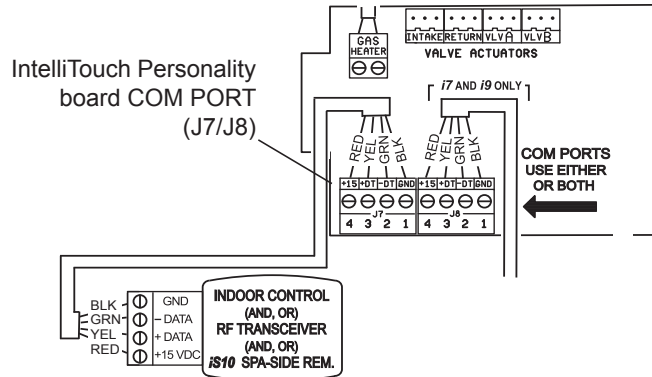 GAS
HEATER
INTAKE RETURN VLV A VLV B
VALVE ACTUATORS
IntelliTouch Personality
board COM PORT
(J7/J8)
i7 AND i9 ONLY
RED YEL GRN BLK
RED YEL GRN BLK
COM PORTS
USE EITHER
OR BOTH
+15 +DT -DT GND
+15 +DT -DT GND
J7
J8
4 3 2 1
4 3 2 1
BLK GND
GRN – DATA
YEL + DATA
RED +15 VDC
INDOOR CONTROL
(AND, OR)
RF TRANSCEIVER
(AND, OR)
iS10 SPA-SIDE REM.